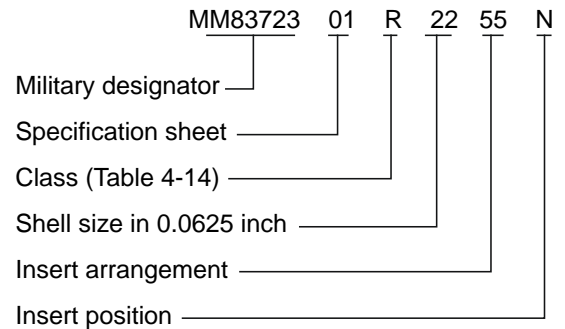 MM83723 01 R 22 55 N
Military designator
Specification sheet
Class (Table 4-14)
Shell size in 0.0625 inch
Insert arrangement
Insert position